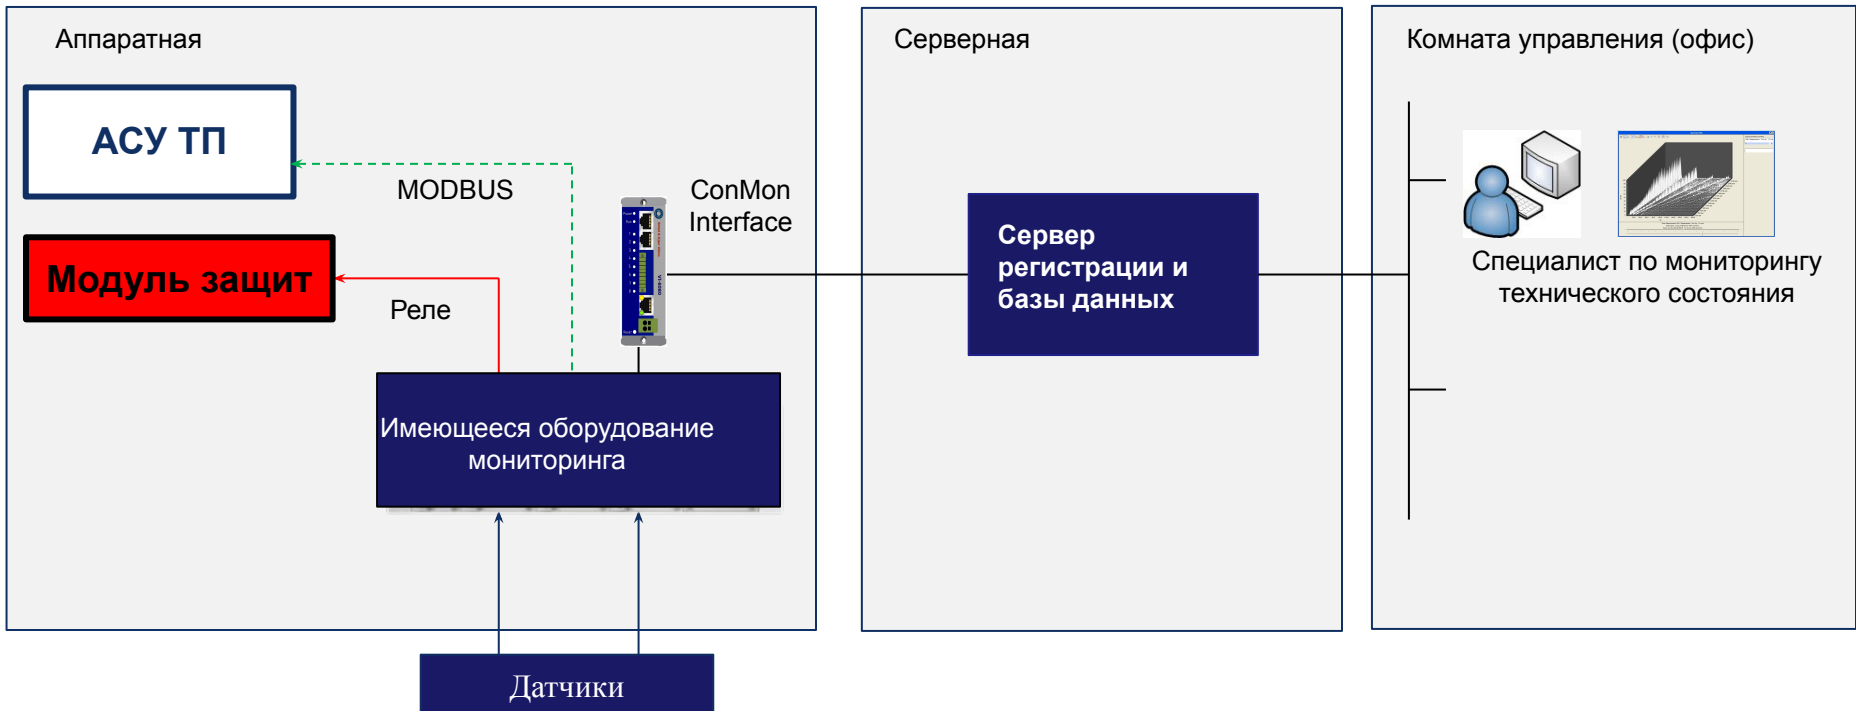 Аппаратная
АСУ ТП
MODBUS
ConMon
Interface
Модуль защит
Реле
Имеющееся оборудование
мониторинга
Датчики
Серверная
Сервер
регистрации и
базы данных
Комната управления (офис)
Специалист по мониторингу
технического состояния